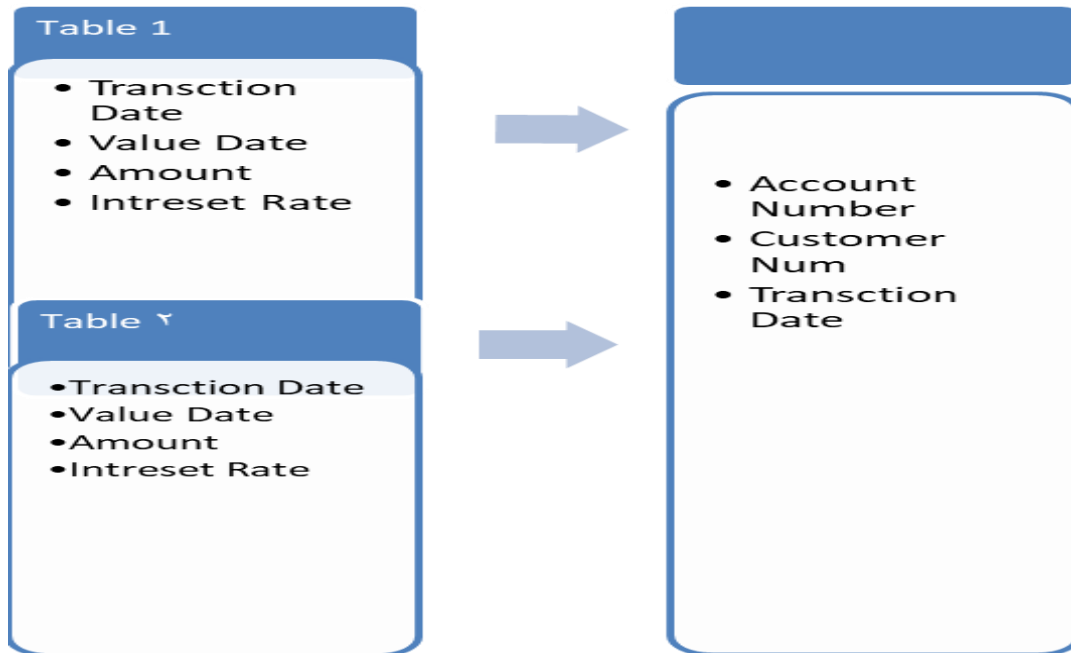 Table 1
• Transction
Date
• Value Date
• Amount
• Intreset Rate
Table ٢
•Transction Date
•Value Date
•Amount
•Intreset Rate
• Account
Number
• Customer
Num
• Transction
Date